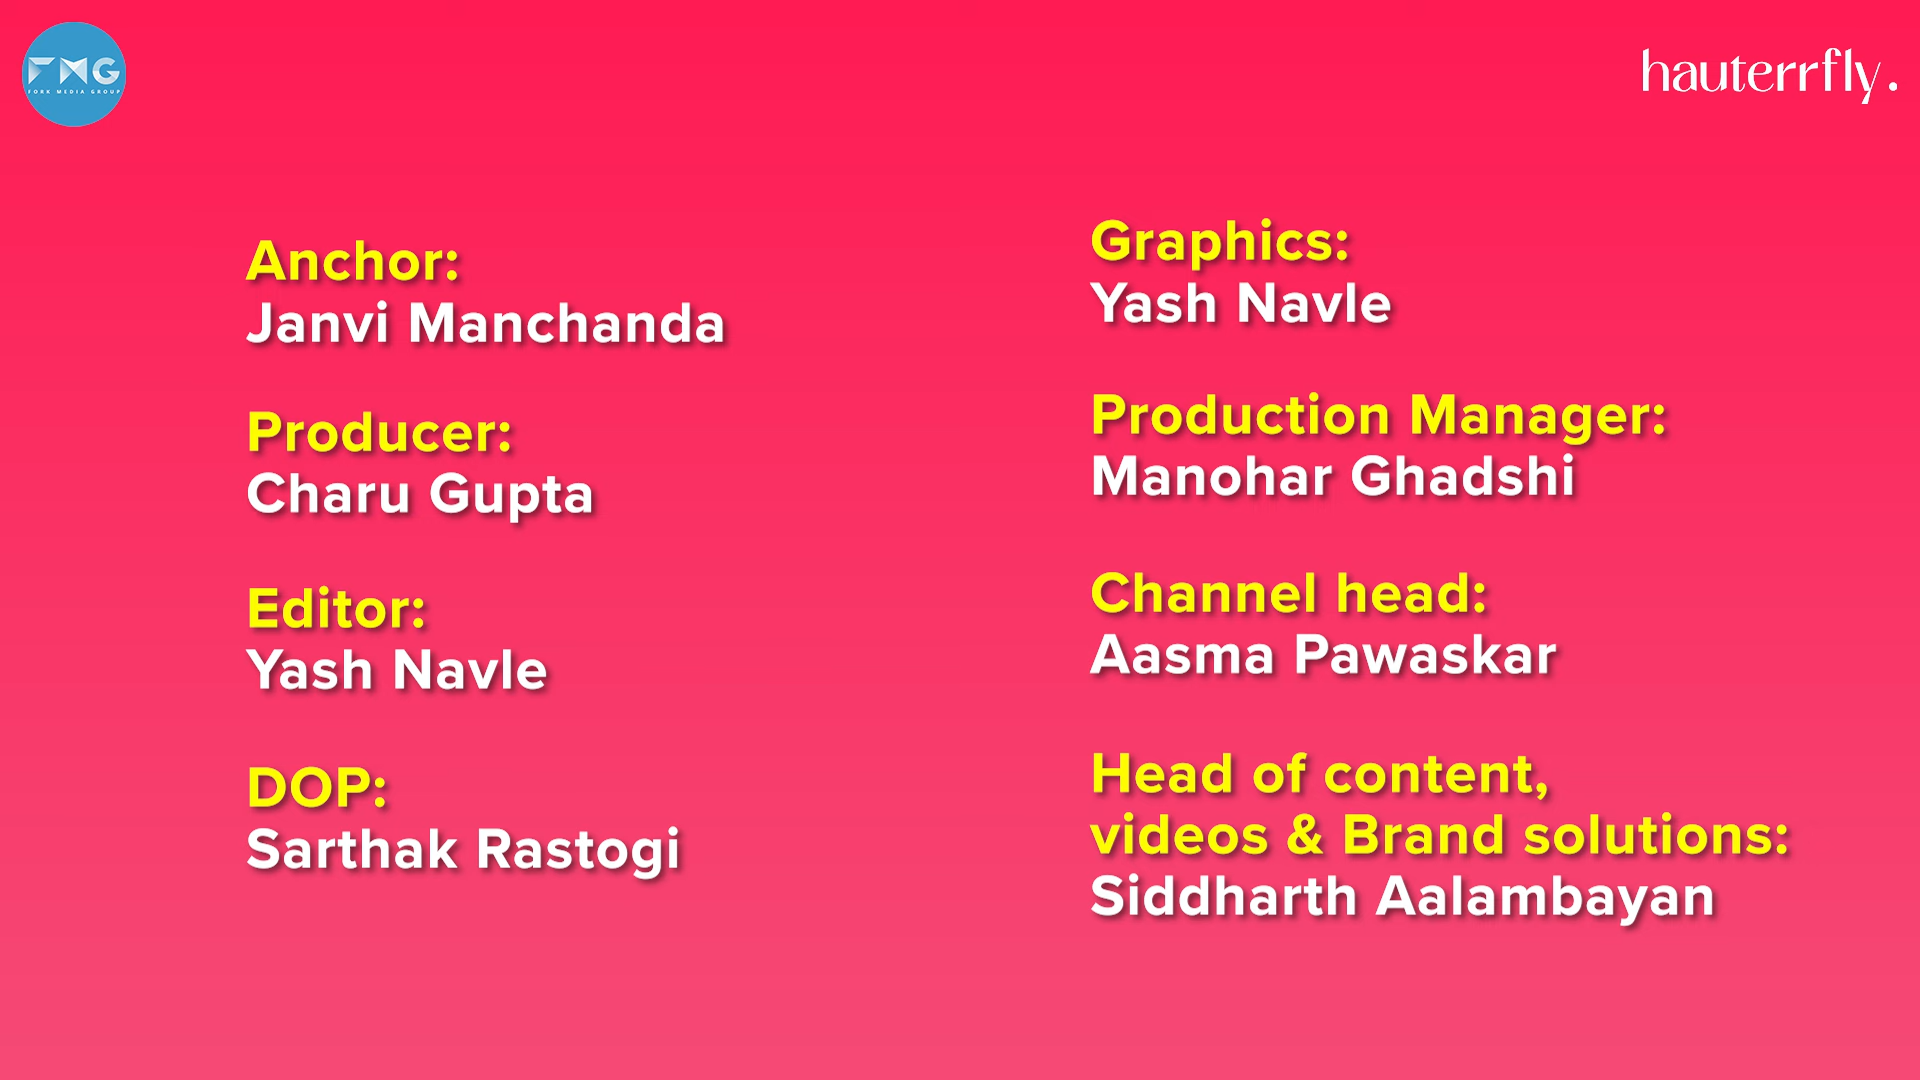 FMG
FORK MEDIA GROUP
hauterrfly.
Anchor:
Janvi Manchanda
Producer:
Charu Gupta
Editor:
Yash Navle
DOP:
Sarthak Rastogi
Graphics:
Yash Navle
Production Manager:
Manohar Ghadshi
Channel head:
Aasma Pawaskar
Head of content,
videos & Brand solutions:
Siddharth Aalambayan